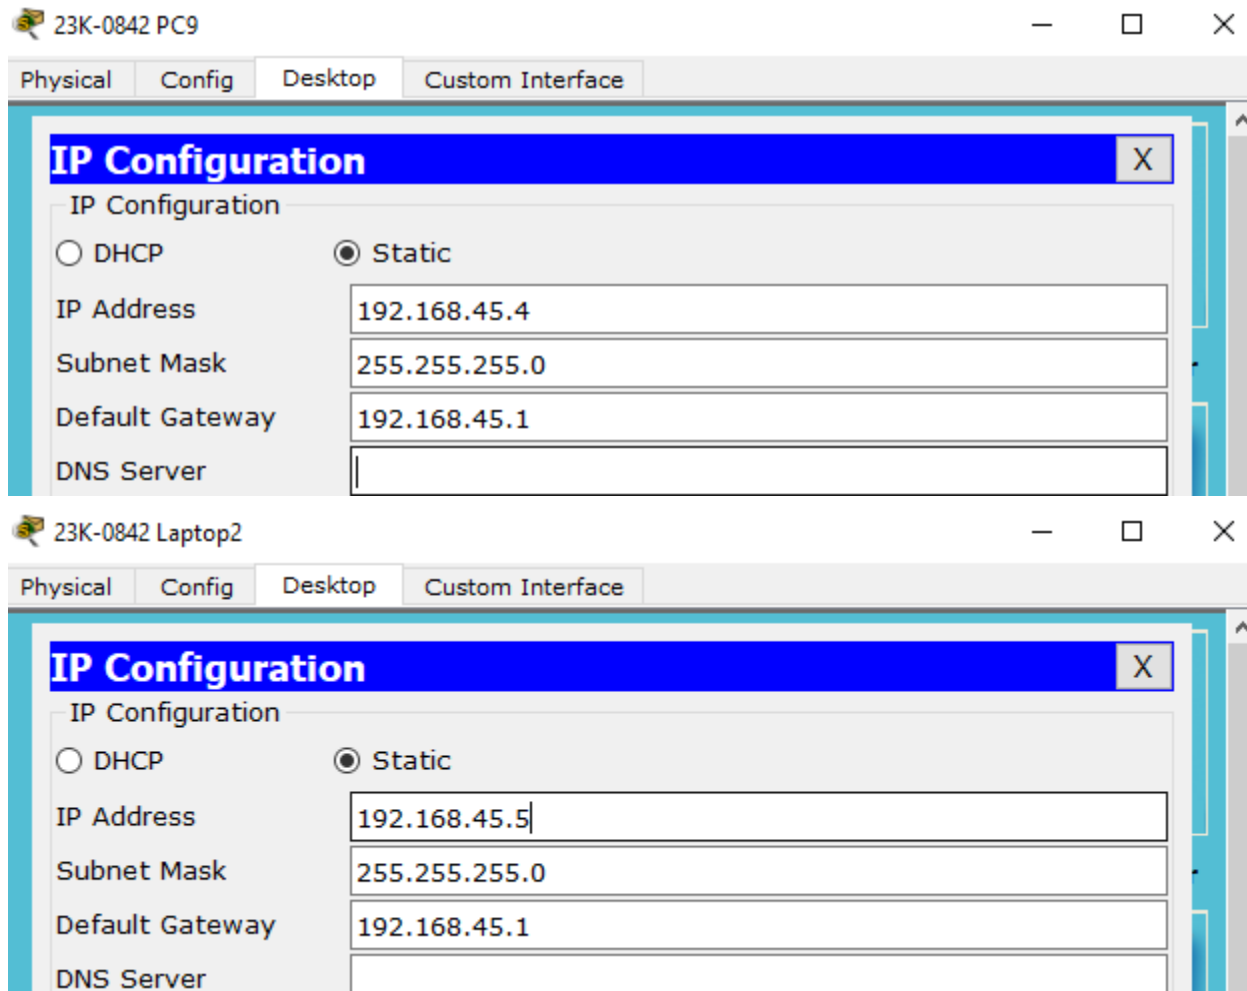 23K-0842 PC9
Physical Config Desktop Custom Interface
IP Configuration X
IP Configuration
DHCP Static
IP Address 192.168.45.4
Subnet Mask 255.255.255.0
Default Gateway 192.168.45.1
DNS Server
23K-0842 Laptop2
Physical Config Desktop Custom Interface
IP Configuration X
IP Configuration
DHCP Static
IP Address 192.168.45.5
Subnet Mask 255.255.255.0
Default Gateway 192.168.45.1
DNS Server